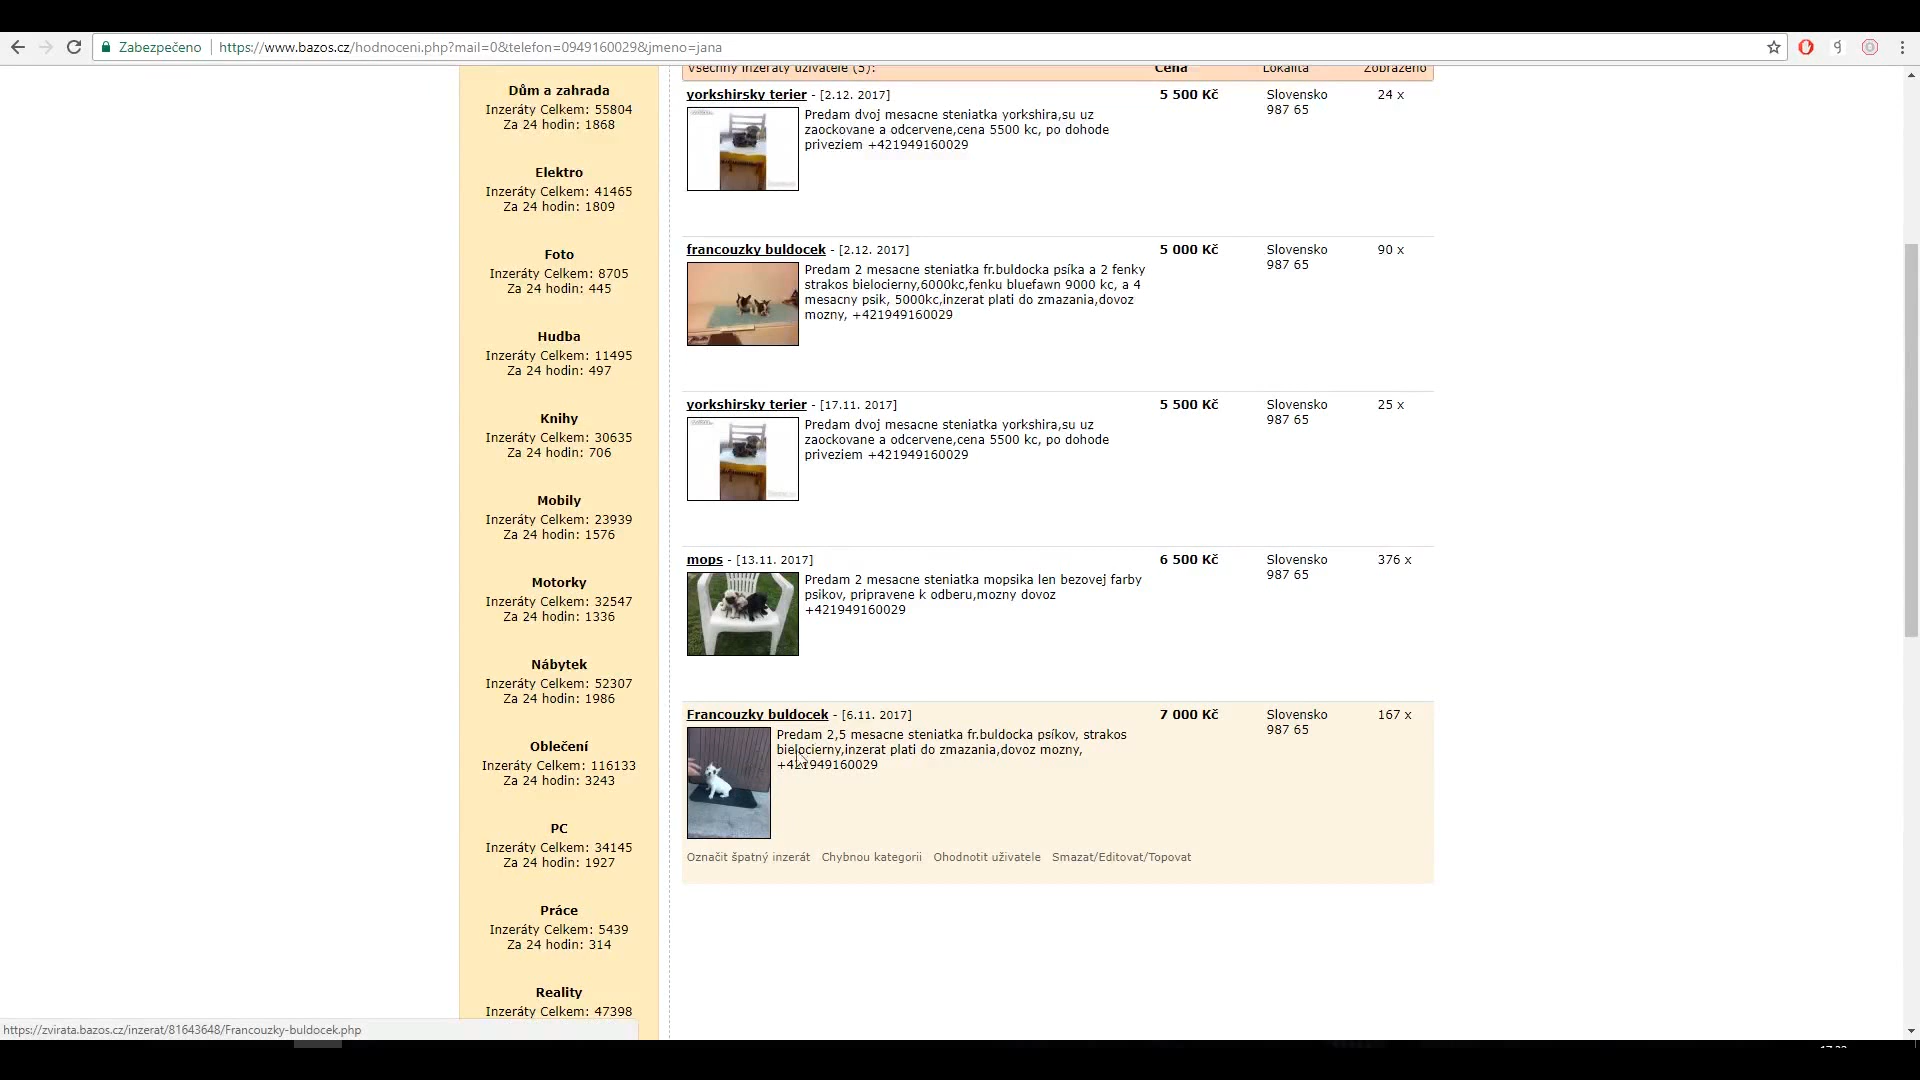 Zabezpečeno
https://www.bazos.cz/hodnoceni.php?mail=0&telefon=0949160029&jmeno=jana
Dům a zahrada
Inzeráty Celkem: 55804
Za 24 hodin: 1868
Elektro
Inzeráty Celkem: 41465
Za 24 hodin: 1809
Foto
Inzeráty Celkem: 8705
Za 24 hodin: 445
Hudba
Inzeráty Celkem: 11495
Za 24 hodin: 497
Knihy
Inzeráty Celkem: 30635
Za 24 hodin: 706
Mobily
Inzeráty Celkem: 23939
Za 24 hodin: 1576
Motorky
Inzeráty Celkem: 32547
Za 24 hodin: 1336
Nábytek
Inzeráty Celkem: 52307
Za 24 hodin: 1986
Oblečení
Inzeráty Celkem: 116133
Za 24 hodin: 3243
PC
Inzeráty Celkem: 34145
Za 24 hodin: 1927
Práce
Inzeráty Celkem: 5439
Za 24 hodin: 314
Reality
Inzeráty Celkem: 47398
Všechny inzeráty uživatele (5): Cena Lokalita Zobrazeno
yorkshirsky terier - [2.12. 2017] 5 500 Kč Slovensko 24 x
987 65
Predam dvoj mesacne steniatka yorkshira,su uz
zaockovane a odcervene,cena 5500 kc, po dohode
priveziem +421949160029
francouzky buldocek - [2.12. 2017] 5 000 Kč Slovensko 90 x
987 65
Predam 2 mesacne steniatka fr.buldocka psíka a 2 fenky
strakos bielocierny,6000kc,fenku bluefawn 9000 kc, a 4
mesacny psik, 5000kc,inzerat plati do zmazania,dovoz
mozny, +421949160029
yorkshirsky terier - [17.11. 2017] 5 500 Kč Slovensko 25 x
987 65
Predam dvoj mesacne steniatka yorkshira,su uz
zaockovane a odcervene,cena 5500 kc, po dohode
priveziem +421949160029
mops - [13.11. 2017] 6 500 Kč Slovensko 376 x
987 65
Predam 2 mesacne steniatka mopsika len bezovej farby
psikov, pripravene k odberu,mozny dovoz
+421949160029
Francouzky buldocek - [6.11. 2017] 7 000 Kč Slovensko 167 x
987 65
Predam 2,5 mesacne steniatka fr.buldocka psíkov, strakos
bielocierny,inzerat plati do zmazania,dovoz mozny,
+421949160029
Označit špatný inzerát Chybnou kategorii Ohodnotit uživatele Smazat/Editovat/Topovat
https://zvirata.bazos.cz/inzerat/81643648/Francouzky-buldocek.php